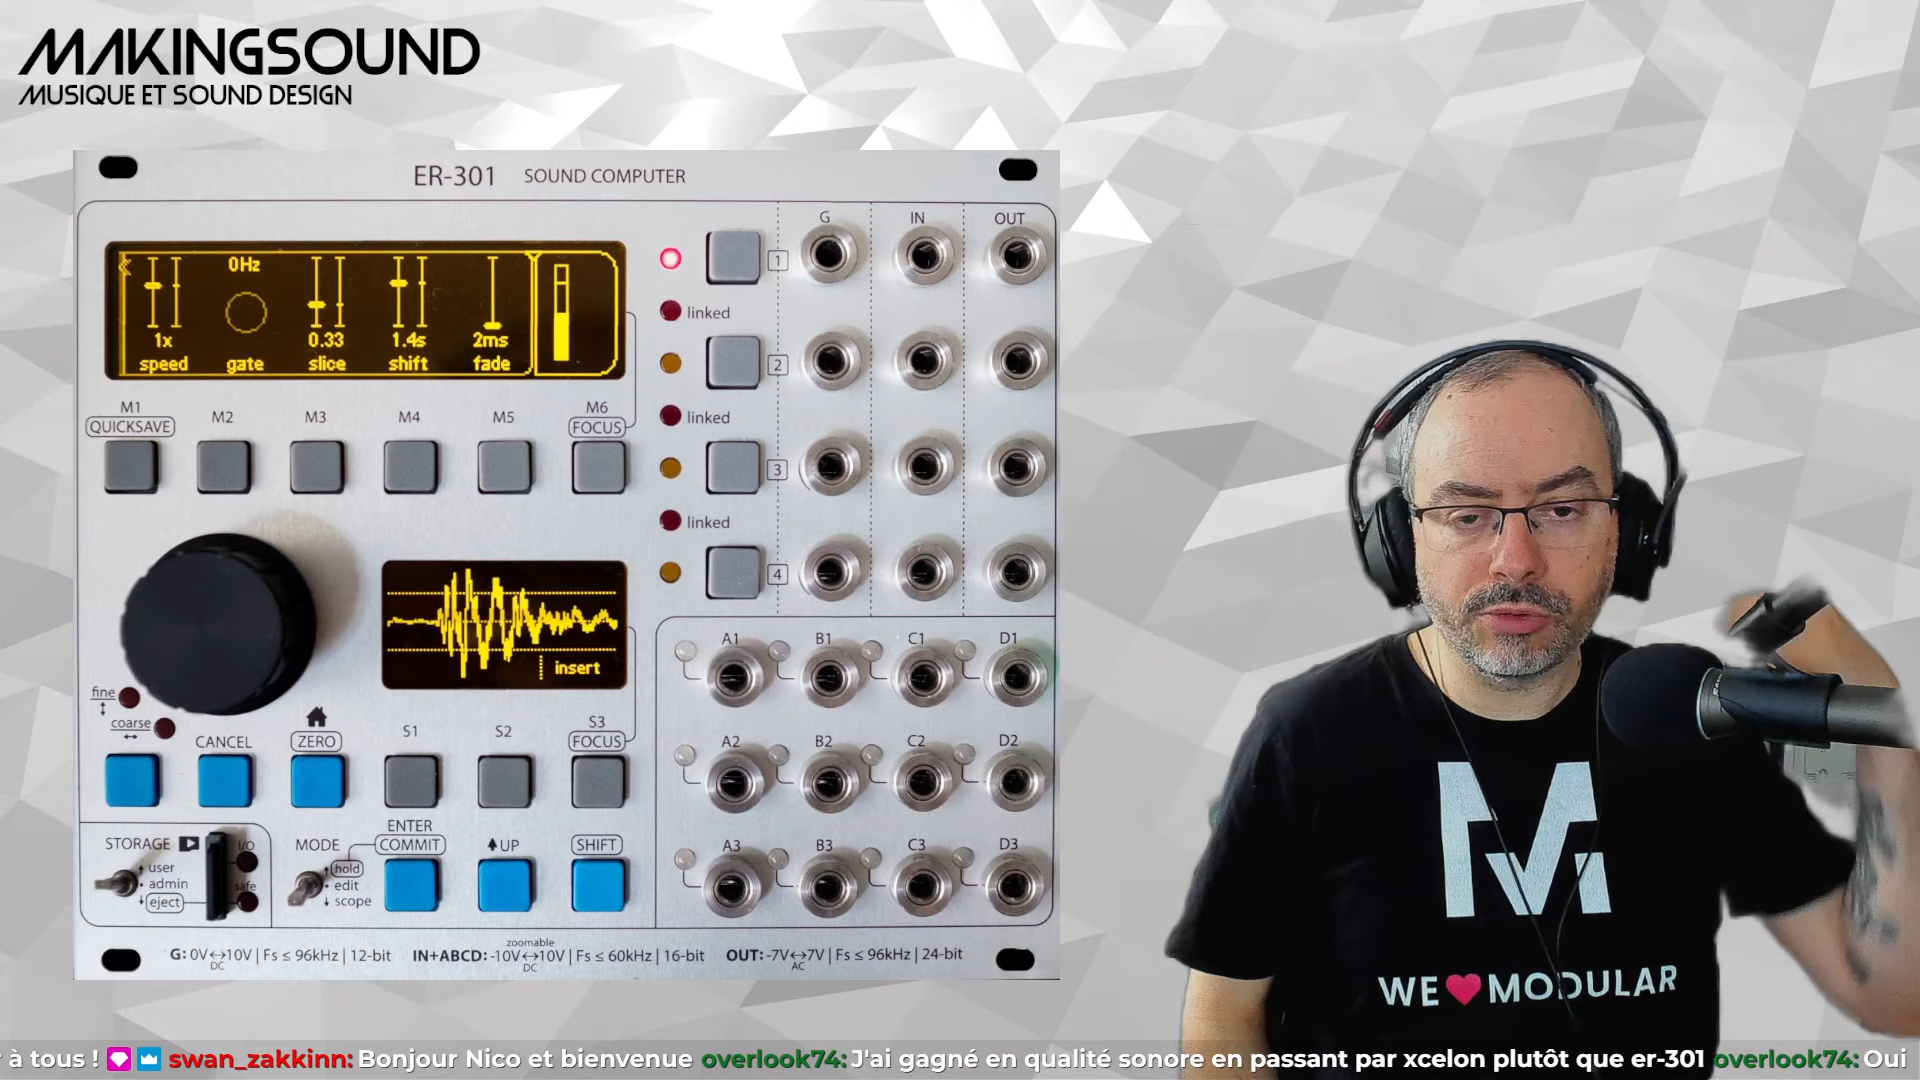 MAKINGSOUND
MUSIQUE ET SOUND DESIGN
ER-301 SOUND COMPUTER
G IN OUT
0Hz
1x 0.33 1.4s 2ms
speed gate slice shift fade
1
linked
2
linked
3
linked
4
M1 M2 M3 M4 M5 M6
QUICKSAVE FOCUS
insert
A1 B1 C1 D1
fine
coarse
CANCEL ZERO S1 S2 S3
FOCUS
A2 B2 C2 D2
STORAGE I/O
user
admin
eject
safe
MODE
hold
edit
scope
ENTER
COMMIT
UP
SHIFT
A3 B3 C3 D3
G: 0V↔10V | Fs ≤ 96kHz | 12-bit
DC
IN+ABCD: -10V↔10V | Fs ≤ 60kHz | 16-bit
zoomable
DC
OUT: -7V↔7V | Fs ≤ 96kHz | 24-bit
AC
M
WE❤MODULAR
à tous ! swan_zakkinn: Bonjour Nico et bienvenue overlook74: J'ai gagné en qualité sonore en passant par xcelon plutôt que er-301 overlook74: Oui